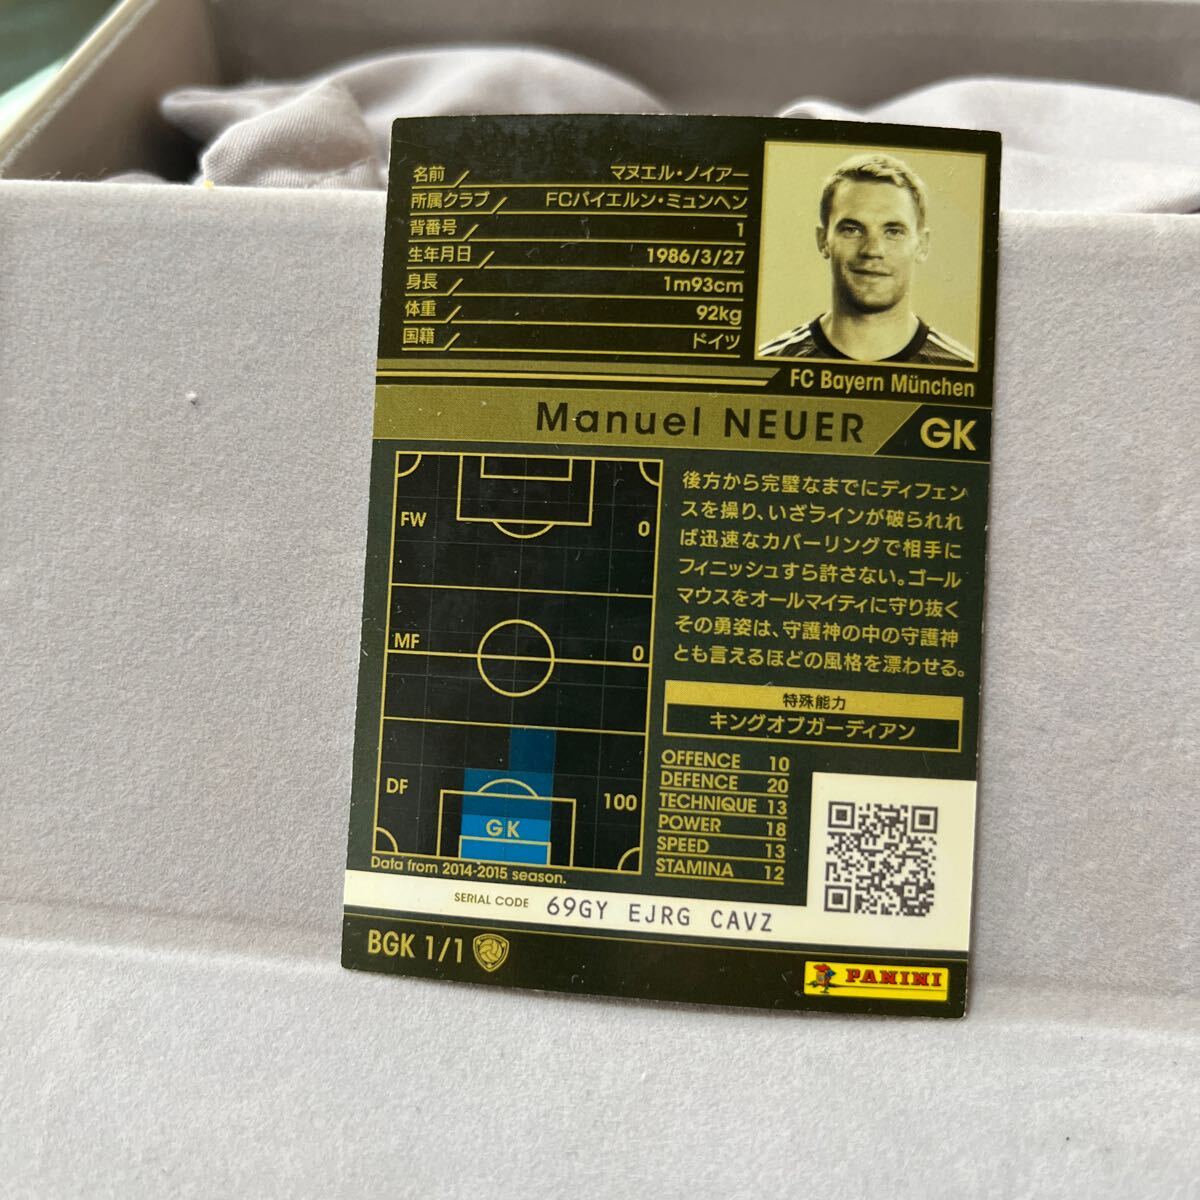 名前 マヌエル・ノイアー
所属クラブ FCバイエルン・ミュンヘン
背番号 1
生年月日 1986/3/27
身長 1m93cm
体重 92kg
国籍 ドイツ
FC Bayern München
Manuel NEUER GK
FW 0
MF 0
DF 100
GK
Data from 2014-2015 season.
後方から完璧なまでにディフェン
スを操り、いざラインが破られれ
ば迅速なカバーリングで相手に
フィニッシュすら許さない。ゴール
マウスをオールマイティに守り抜く
その勇姿は、守護神の中の守護神
とも言えるほどの風格を漂わせる。
特殊能力
キングオブガーディアン
OFFENCE 10
DEFENCE 20
TECHNIQUE 13
POWER 18
SPEED 13
STAMINA 12
SERIAL CODE 69GY EJRG CAVZ
BGK 1/1
PANINI